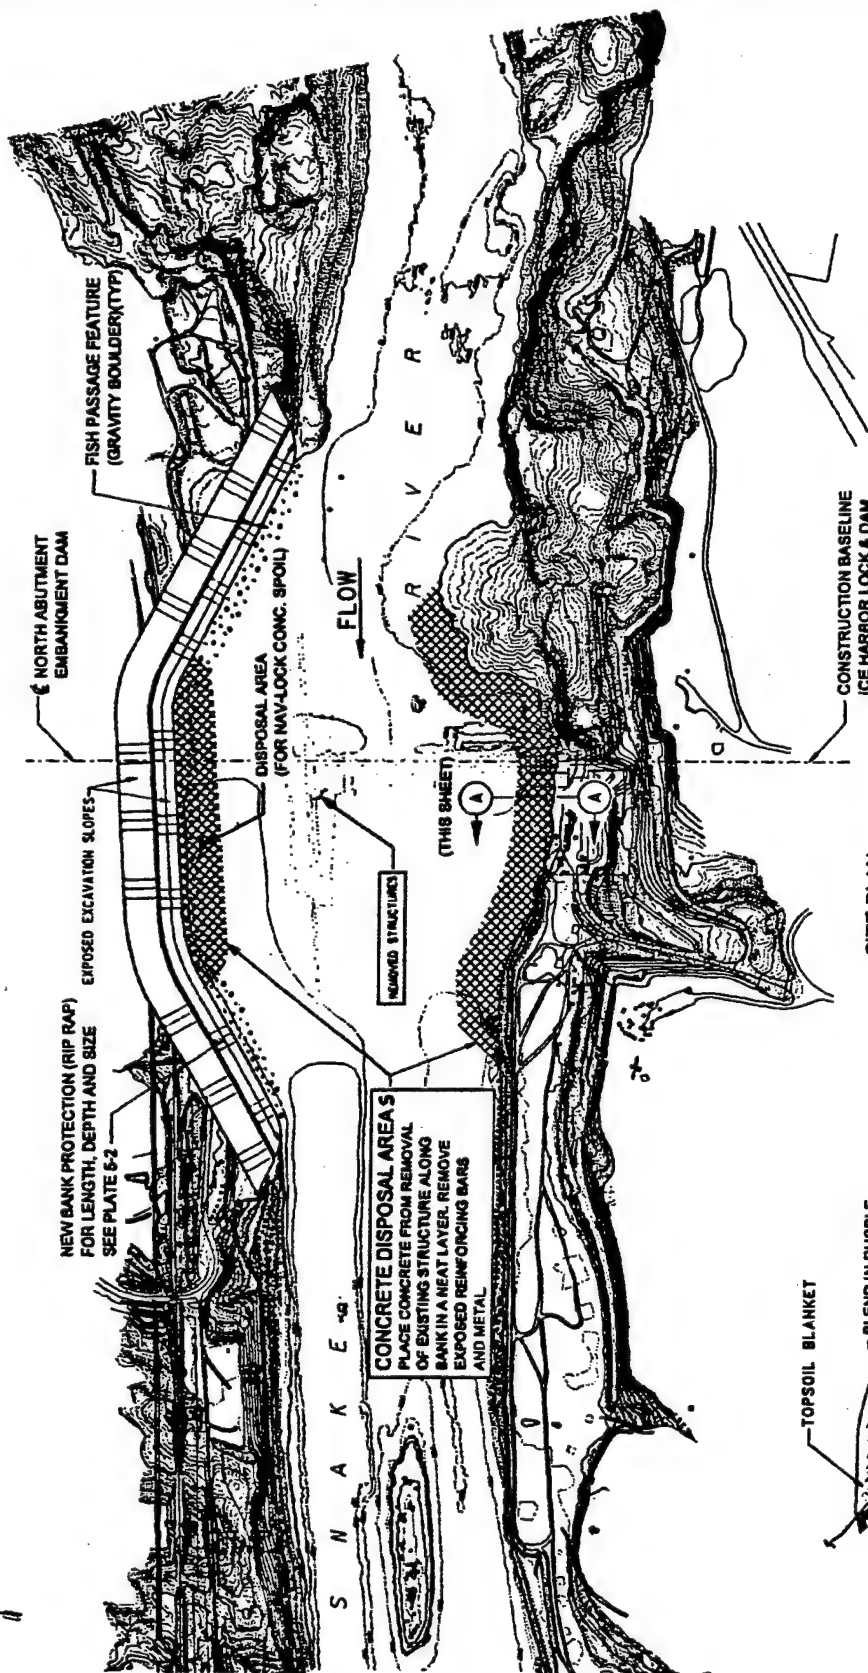 ℄ NORTH ABUTMENT
EMBANKMENT DAM
FISH PASSAGE FEATURE
(GRAVITY BOULDER)(TYP)
EXPOSED EXCAVATION SLOPES
NEW BANK PROTECTION (RIP RAP)
FOR LENGTH, DEPTH AND SIZE
SEE PLATE 5-2
DISPOSAL AREA
(FOR NAV-LOCK CONC. SPOIL)
FLOW
REMOVED STRUCTURES
(THIS SHEET)
A
A
CONCRETE DISPOSAL AREAS
PLACE CONCRETE FROM REMOVAL
OF EXISTING STRUCTURE ALONG
BANK IN A NEAT LAYER. REMOVE
EXPOSED REINFORCING BARS
AND METAL
SNAKE RIVER
CONSTRUCTION BASELINE
ICE HARBOR LOCK & DAM
TOPSOIL BLANKET